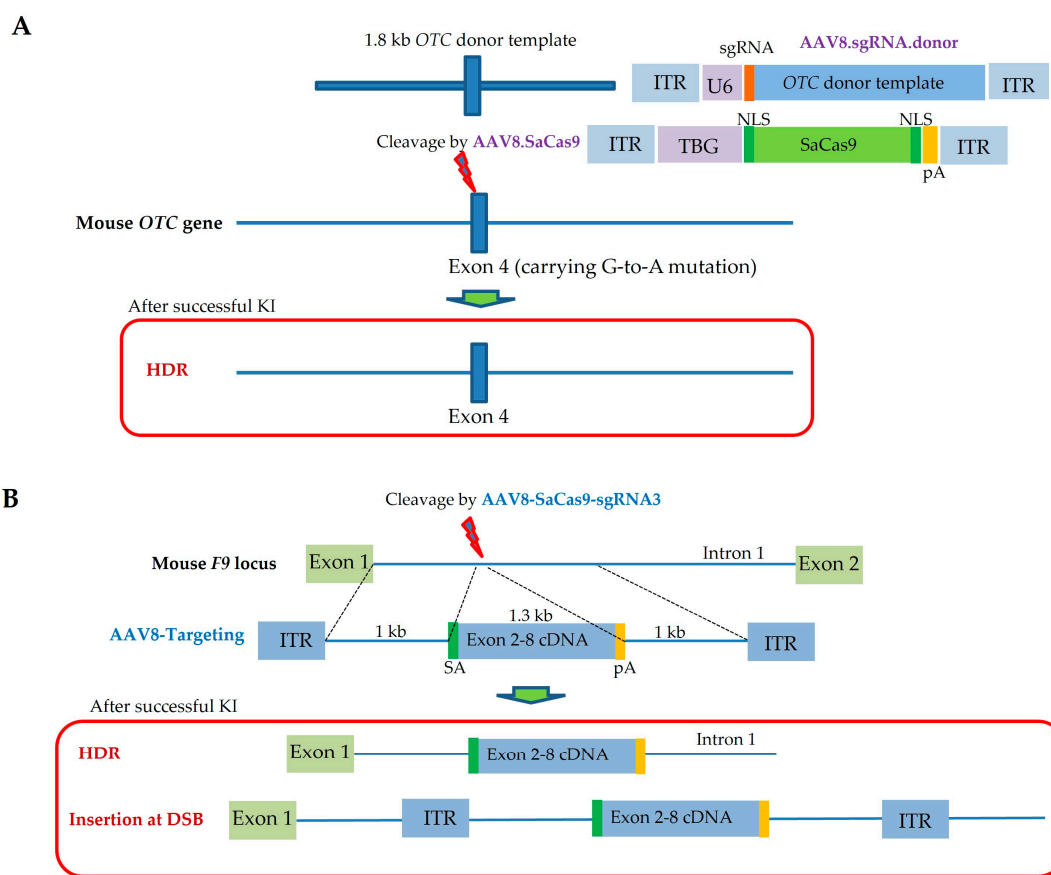 A
1.8 kb OTC donor template
sgRNA
AAV8.sgRNA.donor
ITR
U6
OTC donor template
ITR
Cleavage by AAV8.SaCas9
NLS
NLS
ITR
TBG
SaCas9
ITR
pA
Mouse OTC gene
Exon 4 (carrying G-to-A mutation)
After successful KI
HDR
Exon 4
B
Cleavage by AAV8-SaCas9-sgRNA3
Mouse F9 locus
Exon 1
Intron 1
Exon 2
AAV8-Targeting
ITR
1 kb
1.3 kb
Exon 2-8 cDNA
1 kb
ITR
SA
pA
After successful KI
HDR
Exon 1
Exon 2-8 cDNA
Intron 1
Insertion at DSB
Exon 1
ITR
Exon 2-8 cDNA
ITR